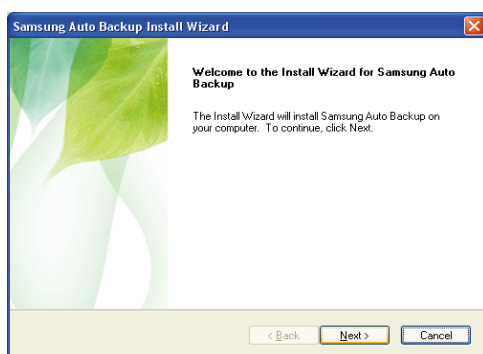 Samsung Auto Backup Install Wizard
Welcome to the Install Wizard for Samsung Auto
Backup
The Install Wizard will install Samsung Auto Backup on
your computer. To continue, click Next.
< Back Next > Cancel